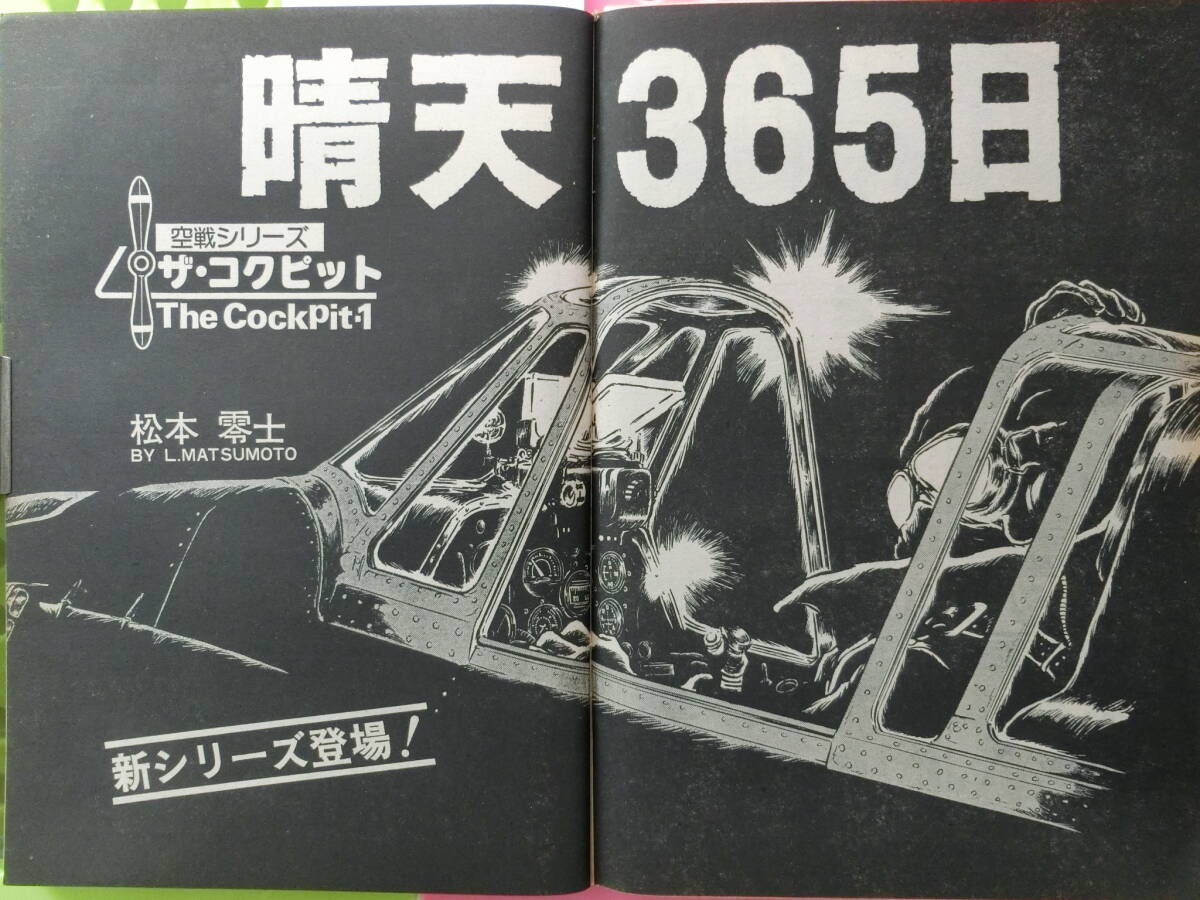 晴天365日
空戦シリーズ
ザ・コクピット
The CockPit・1
松本 零士
BY L.MATSUMOTO
新シリーズ登場!